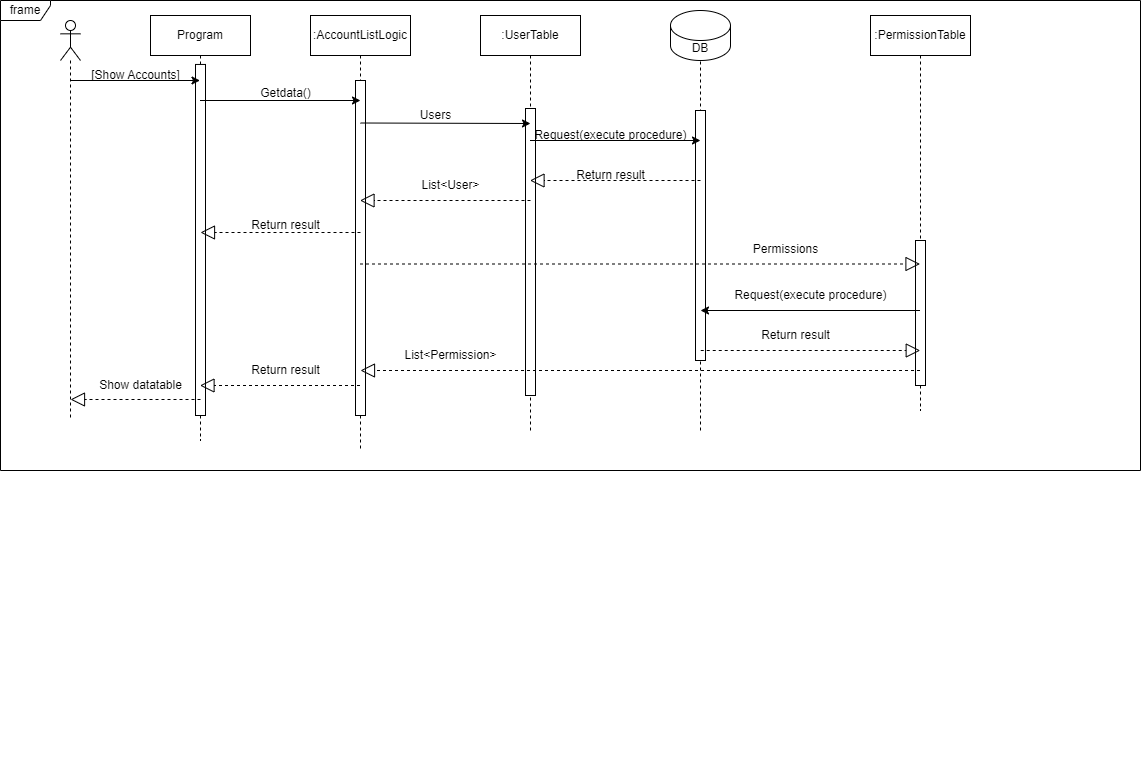 frame
Program
:AccountListLogic
:UserTable
DB
:PermissionTable
[Show Accounts]
Getdata()
Users
Request(execute procedure)
Return result
List<User>
Return result
Permissions
Request(execute procedure)
Return result
List<Permission>
Return result
Show datatable